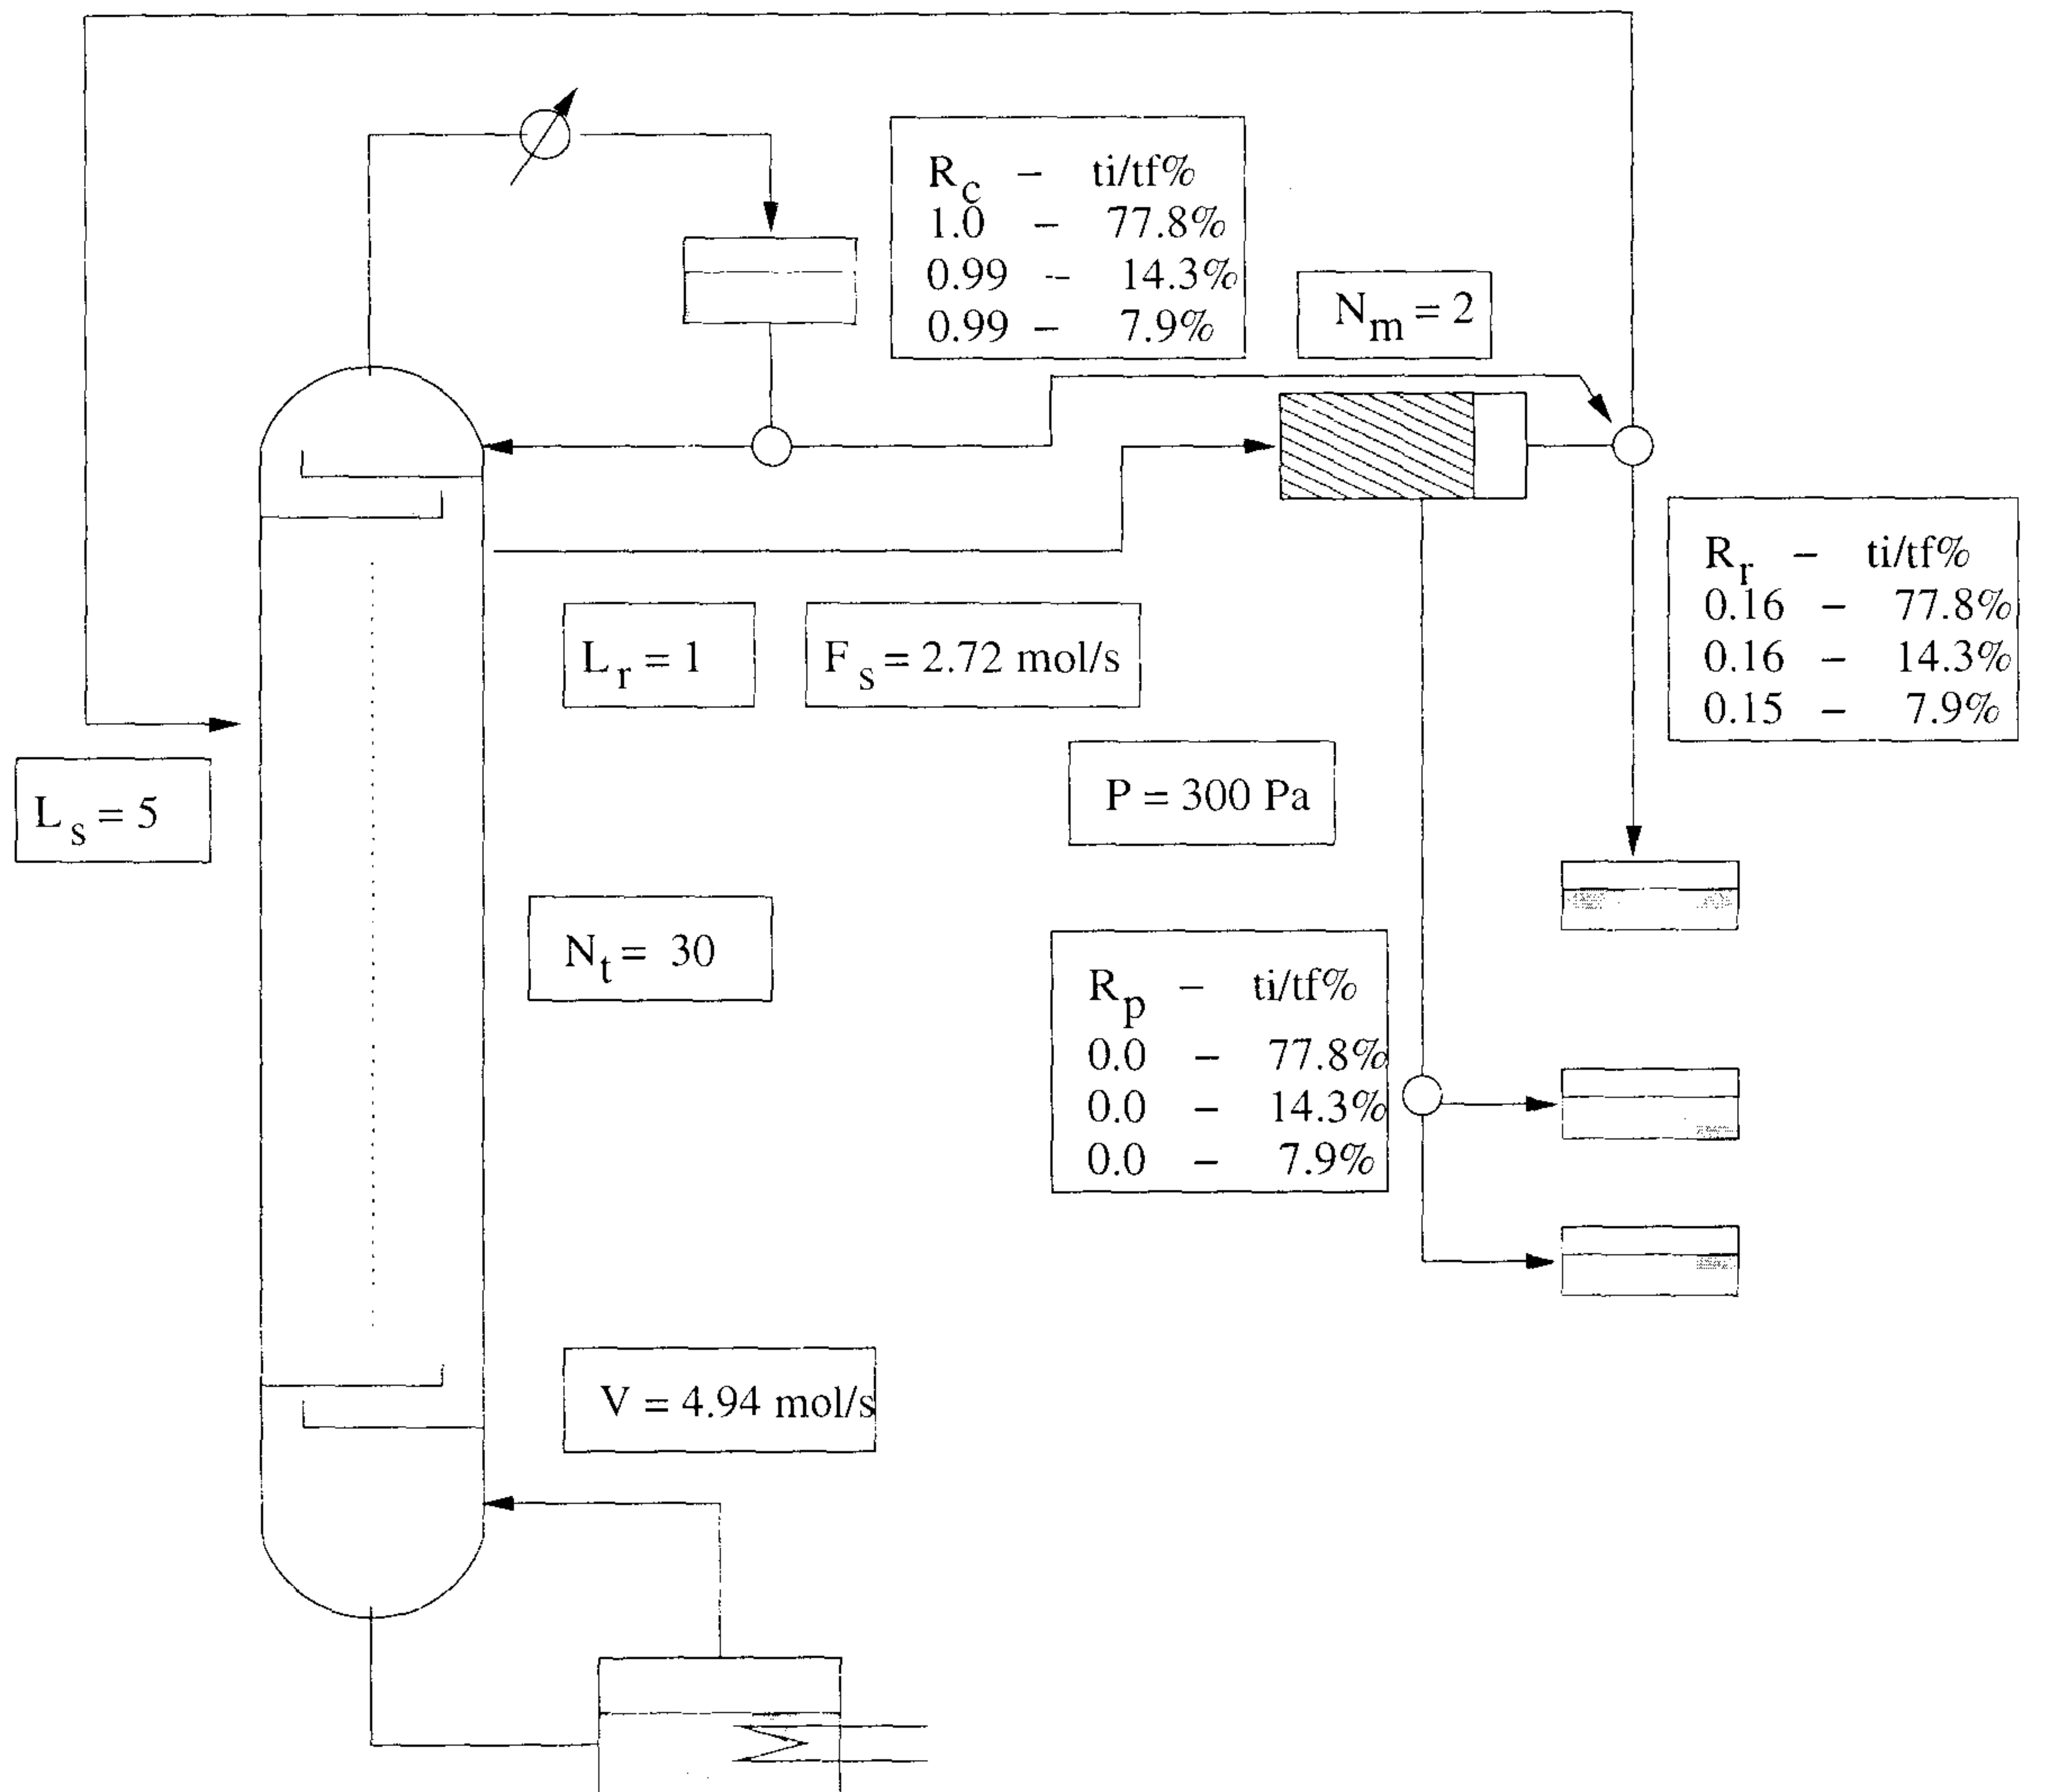 R_c – ti/tf%
1.0 – 77.8%
0.99 – 14.3%
0.99 – 7.9%
N_m = 2
R_r – ti/tf%
0.16 – 77.8%
0.16 – 14.3%
0.15 – 7.9%
L_r = 1
F_s = 2.72 mol/s
P = 300 Pa
L_s = 5
N_t = 30
R_p – ti/tf%
0.0 – 77.8%
0.0 – 14.3%
0.0 – 7.9%
V = 4.94 mol/s